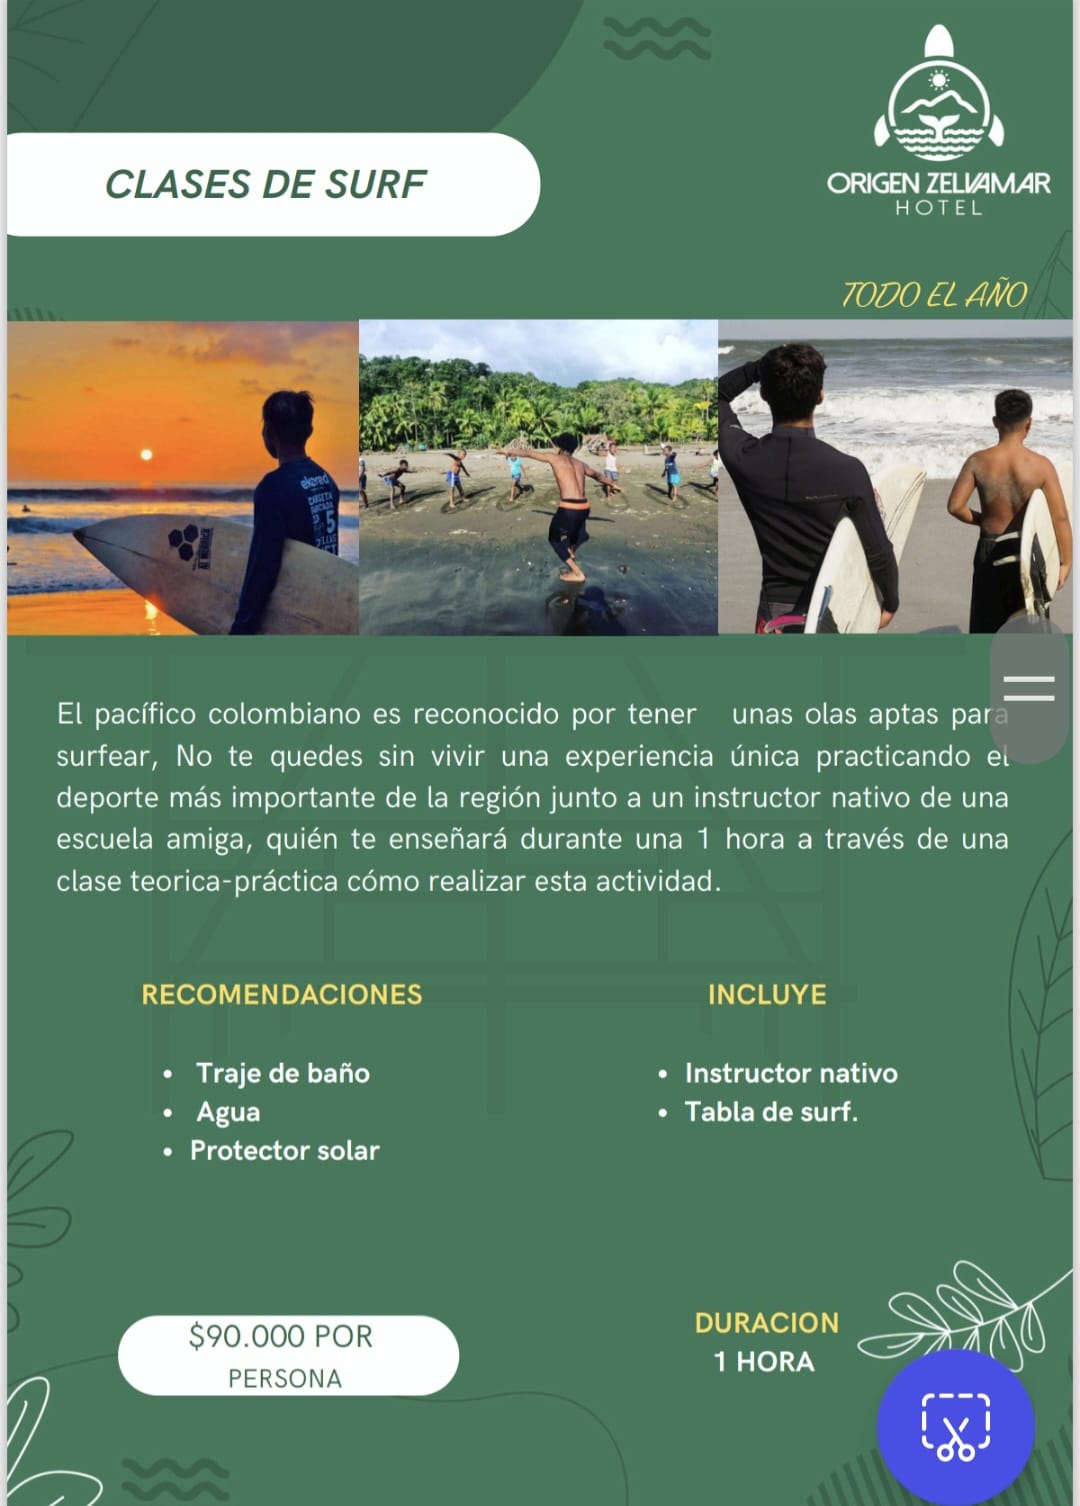 CLASES DE SURF
ORIGEN ZELVAMAR
HOTEL
TODO EL AÑO
ekored
CARSETA
5
El pacífico colombiano es reconocido por tener unas olas aptas para
surfear, No te quedes sin vivir una experiencia única practicando el
deporte más importante de la región junto a un instructor nativo de una
escuela amiga, quién te enseñará durante una 1 hora a través de una
clase teorica-práctica cómo realizar esta actividad.
RECOMENDACIONES
• Traje de baño
• Agua
• Protector solar
INCLUYE
• Instructor nativo
• Tabla de surf.
$90.000 POR
PERSONA
DURACION
1 HORA